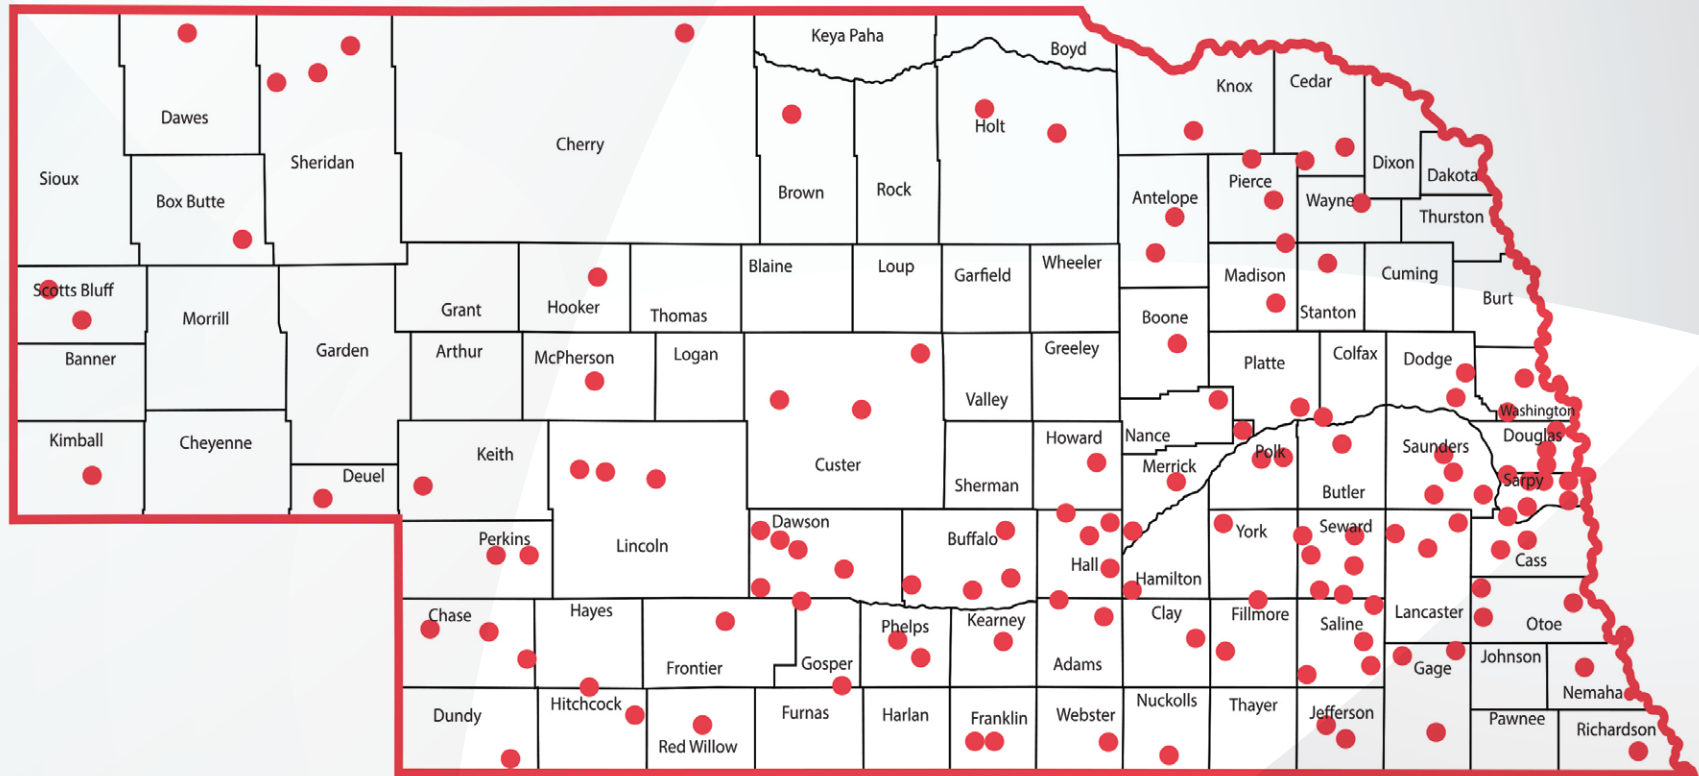 Keya Paha
Boyd
Knox
Cedar
Dawes
Cherry
Holt
Sheridan
Dixon
Dakota
Sioux
Box Butte
Brown
Rock
Antelope
Pierce
Wayne
Thurston
Scotts Bluff
Morrill
Grant
Hooker
Thomas
Blaine
Loup
Garfield
Wheeler
Madison
Stanton
Cuming
Burt
Boone
Banner
Garden
Arthur
McPherson
Logan
Greeley
Platte
Colfax
Dodge
Valley
Washington
Kimball
Cheyenne
Deuel
Keith
Custer
Sherman
Howard
Nance
Merrick
Polk
Butler
Saunders
Douglas
Sarpy
Perkins
Lincoln
Dawson
Buffalo
Hall
Hamilton
York
Seward
Cass
Chase
Hayes
Frontier
Gosper
Phelps
Kearney
Adams
Clay
Fillmore
Saline
Lancaster
Otoe
Dundy
Hitchcock
Red Willow
Furnas
Harlan
Franklin
Webster
Nuckolls
Thayer
Jefferson
Gage
Johnson
Nemaha
Pawnee
Richardson